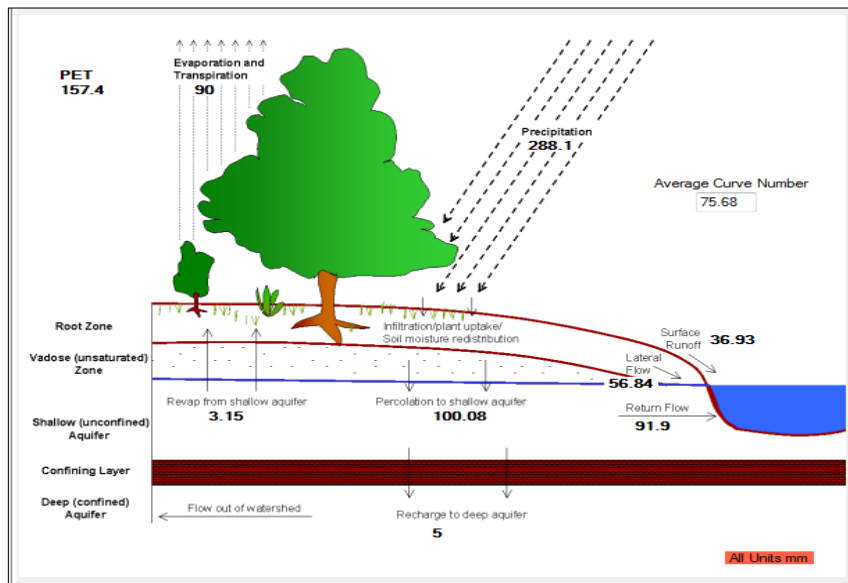 PET
157.4
Evaporation and
Transpiration
90
Precipitation
288.1
Average Curve Number
75.68
Root Zone
Infiltration/plant uptake/
Soil moisture redistribution
Surface
Runoff
36.93
Vadose (unsaturated)
Zone
Lateral
Flow
56.84
Revap from shallow aquifer
3.15
Percolation to shallow aquifer
100.08
Return Flow
91.9
Shallow (unconfined)
Aquifer
Confining Layer
Deep (confined)
Aquifer
Flow out of watershed
Recharge to deep aquifer
5
All Units mm